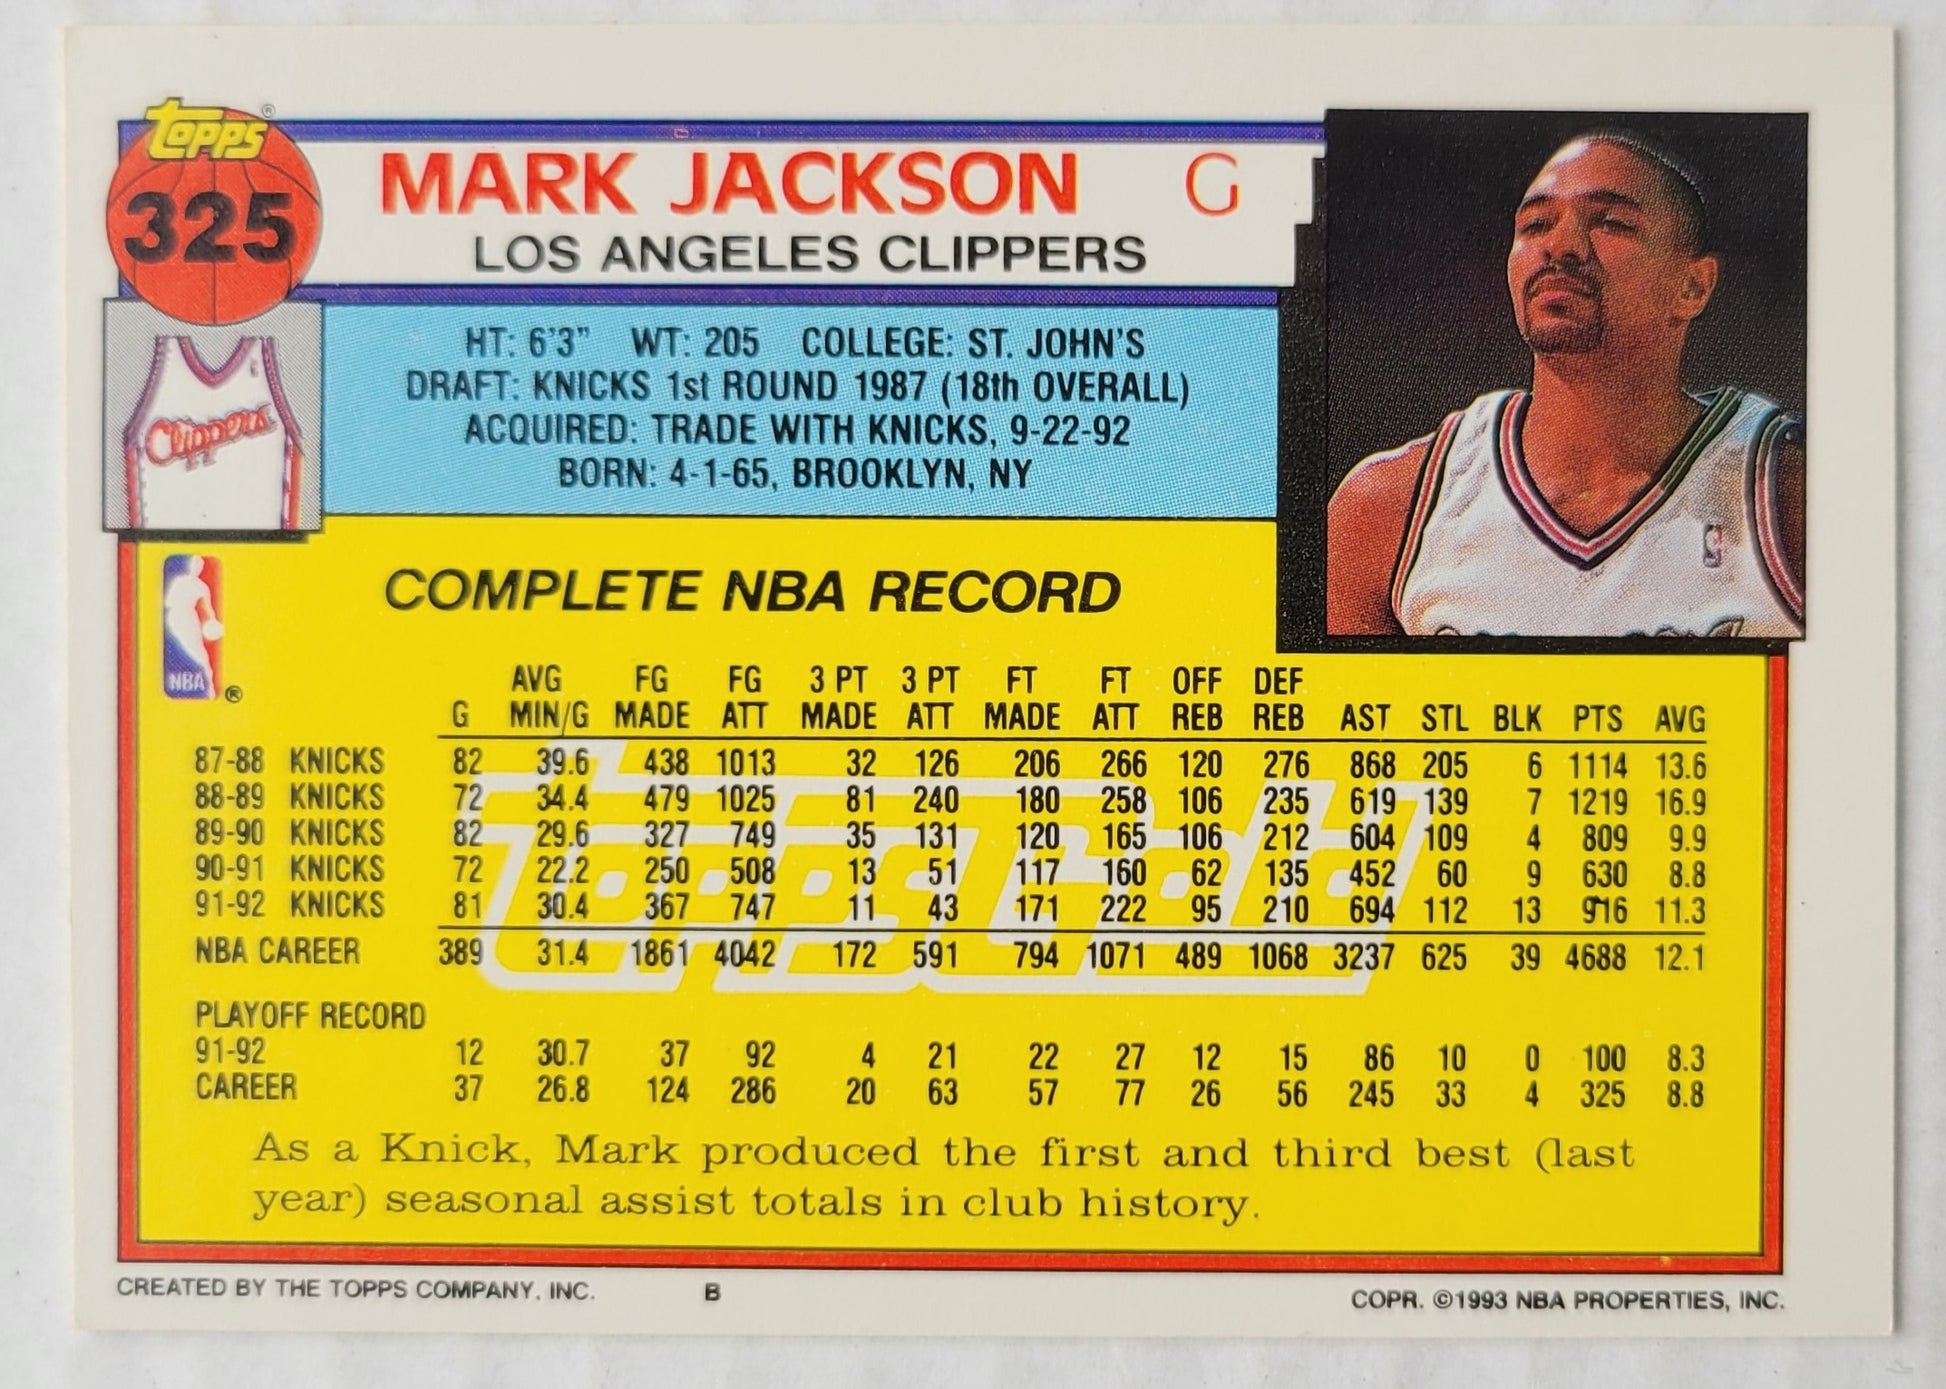 topps®
325
MARK JACKSON G
LOS ANGELES CLIPPERS
Clippers
HT: 6'3" WT: 205 COLLEGE: ST. JOHN'S
DRAFT: KNICKS 1st ROUND 1987 (18th OVERALL)
ACQUIRED: TRADE WITH KNICKS, 9-22-92
BORN: 4-1-65, BROOKLYN, NY
NBA ®
COMPLETE NBA RECORD
AVG FG FG 3 PT 3 PT FT FT OFF DEF
G MIN/G MADE ATT MADE ATT MADE ATT REB REB AST STL BLK PTS AVG
87-88 KNICKS 82 39.6 438 1013 32 126 206 266 120 276 868 205 6 1114 13.6
88-89 KNICKS 72 34.4 479 1025 81 240 180 258 106 235 619 139 7 1219 16.9
89-90 KNICKS 82 29.6 327 749 35 131 120 165 106 212 604 109 4 809 9.9
90-91 KNICKS 72 22.2 250 508 13 51 117 160 62 135 452 60 9 630 8.8
91-92 KNICKS 81 30.4 367 747 11 43 171 222 95 210 694 112 13 916 11.3
NBA CAREER 389 31.4 1861 4042 172 591 794 1071 489 1068 3237 625 39 4688 12.1
ToppsGold
PLAYOFF RECORD
91-92 12 30.7 37 92 4 21 22 27 12 15 86 10 0 100 8.3
CAREER 37 26.8 124 286 20 63 57 77 26 56 245 33 4 325 8.8
As a Knick, Mark produced the first and third best (last
year) seasonal assist totals in club history.
CREATED BY THE TOPPS COMPANY, INC. B COPR. ©1993 NBA PROPERTIES, INC.